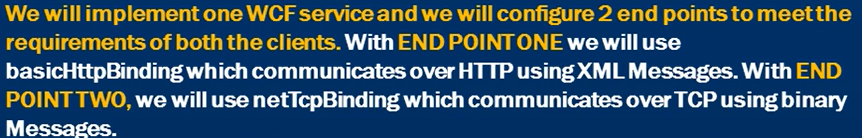 We will implement one WCF service and we will configure 2 end points to meet the
requirements of both the clients. With END POINT ONE we will use
basicHttpBinding which communicates over HTTP using XML Messages. With END
POINT TWO, we will use netTcpBinding which communicates over TCP using binary
Messages.